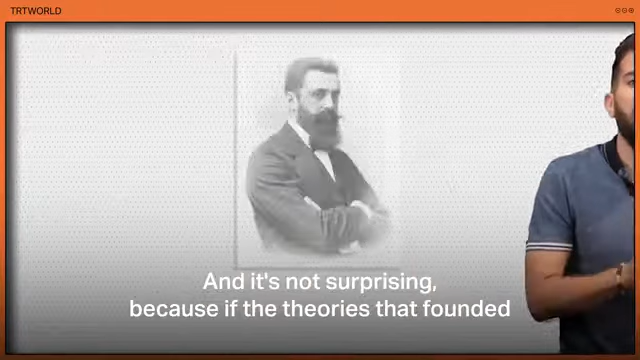 TRTWORLD
And it's not surprising,
because if the theories that founded